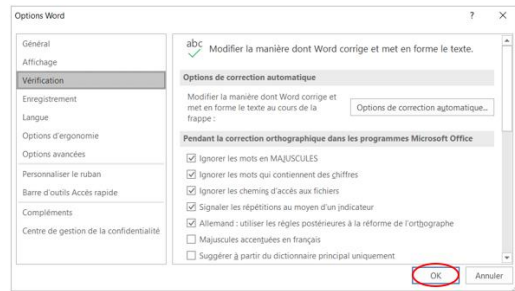 Options Word
?
×
Général
Affichage
Vérification
Enregistrement
Langue
Options d'ergonomie
Options avancées
Personnaliser le ruban
Barre d'outils Accès rapide
Compléments
Centre de gestion de la confidentialité
abc
Modifier la manière dont Word corrige et met en forme le texte.
Options de correction automatique
Modifier la manière dont Word corrige et
met en forme le texte au cours de la
frappe :
Options de correction automatique...
Pendant la correction orthographique dans les programmes Microsoft Office
Ignorer les mots en MAJUSCULES
Ignorer les mots qui contiennent des chiffres
Ignorer les chemins d'accès aux fichiers
Signaler les répétitions au moyen d'un indicateur
Allemand : utiliser les règles postérieures à la réforme de l'orthographe
Majuscules accentuées en français
Suggérer à partir du dictionnaire principal uniquement
OK
Annuler